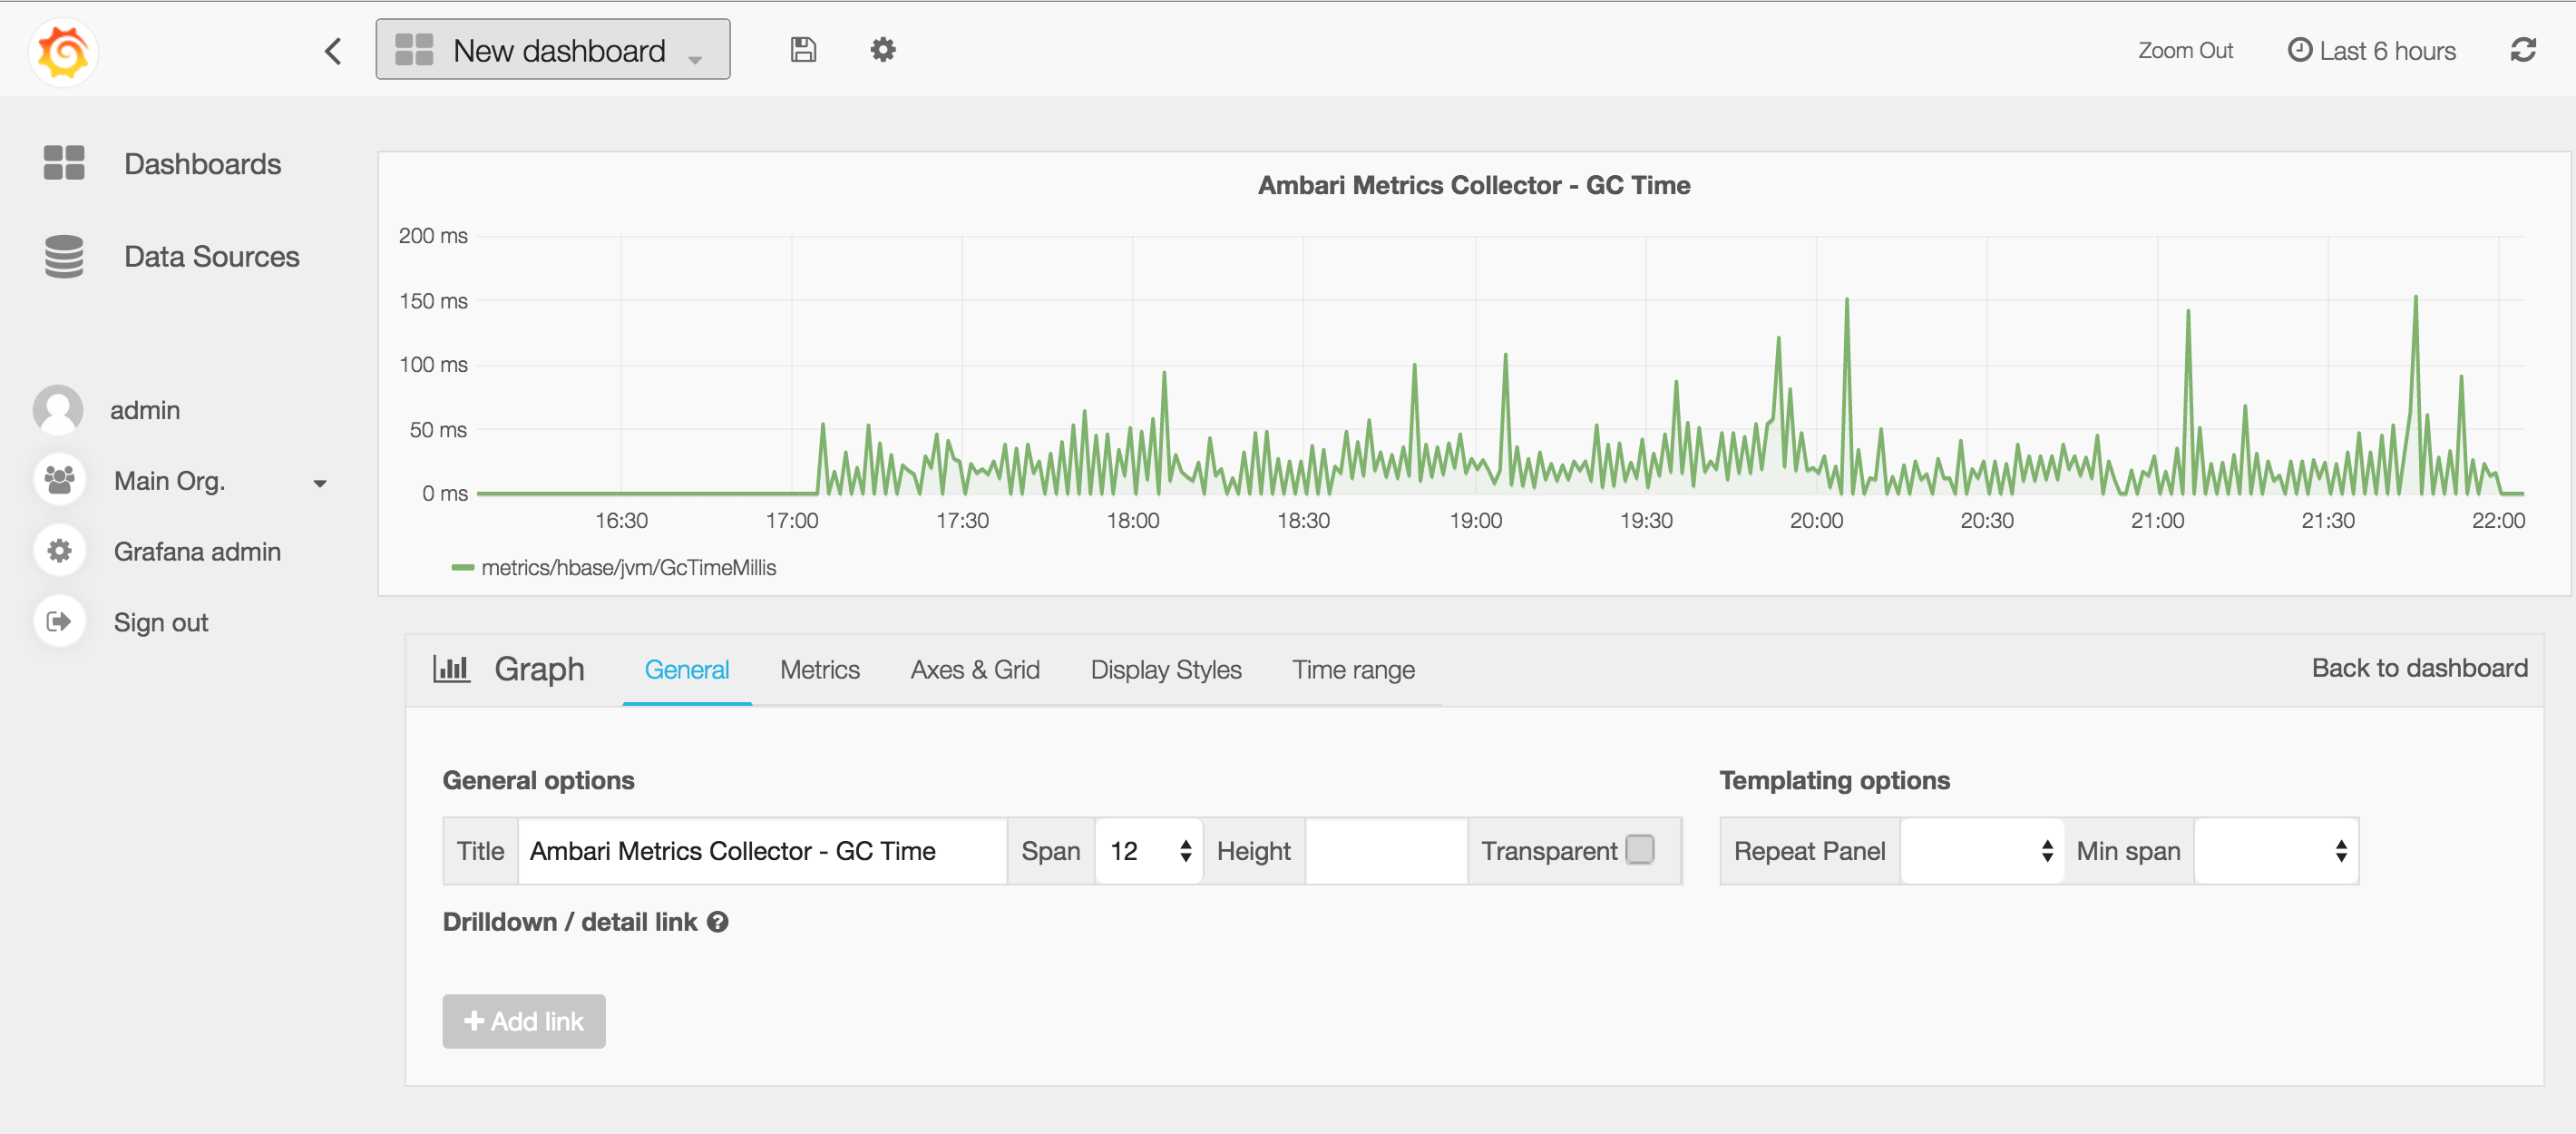 New dashboard
Zoom Out
Last 6 hours
Dashboards
Data Sources
admin
Main Org.
Grafana admin
Sign out
Ambari Metrics Collector - GC Time
200 ms
150 ms
100 ms
50 ms
0 ms
16:30 17:00 17:30 18:00 18:30 19:00 19:30 20:00 20:30 21:00 21:30 22:00
metrics/hbase/jvm/GcTimeMillis
Graph General Metrics Axes & Grid Display Styles Time range Back to dashboard
General options
Title Ambari Metrics Collector - GC Time Span 12 Height Transparent
Drilldown / detail link ?
+ Add link
Templating options
Repeat Panel Min span